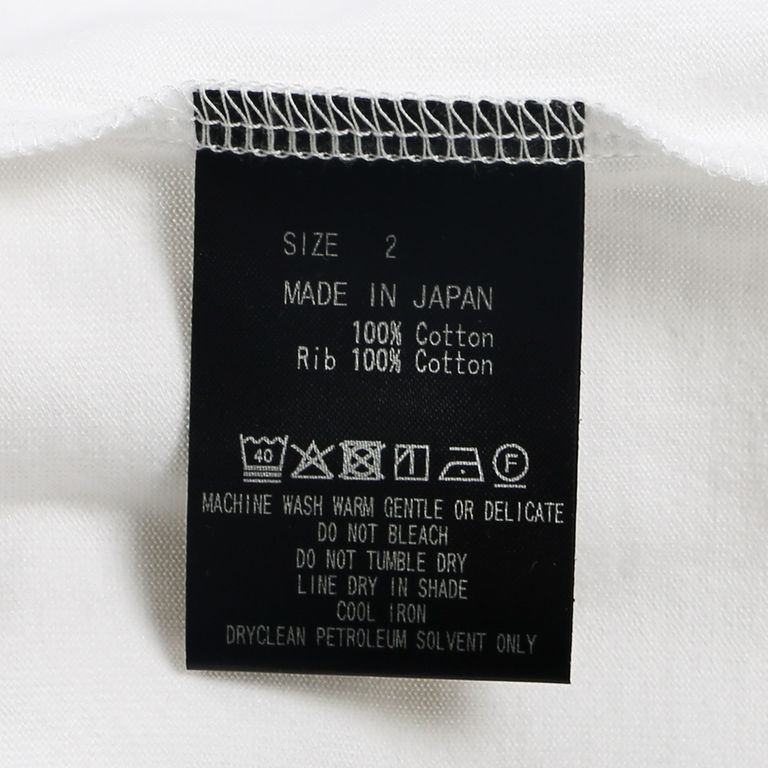 SIZE 2
MADE IN JAPAN
100% Cotton
Rib 100% Cotton
40 F
MACHINE WASH WARM GENTLE OR DELICATE
DO NOT BLEACH
DO NOT TUMBLE DRY
LINE DRY IN SHADE
COOL IRON
DRYCLEAN PETROLEUM SOLVENT ONLY